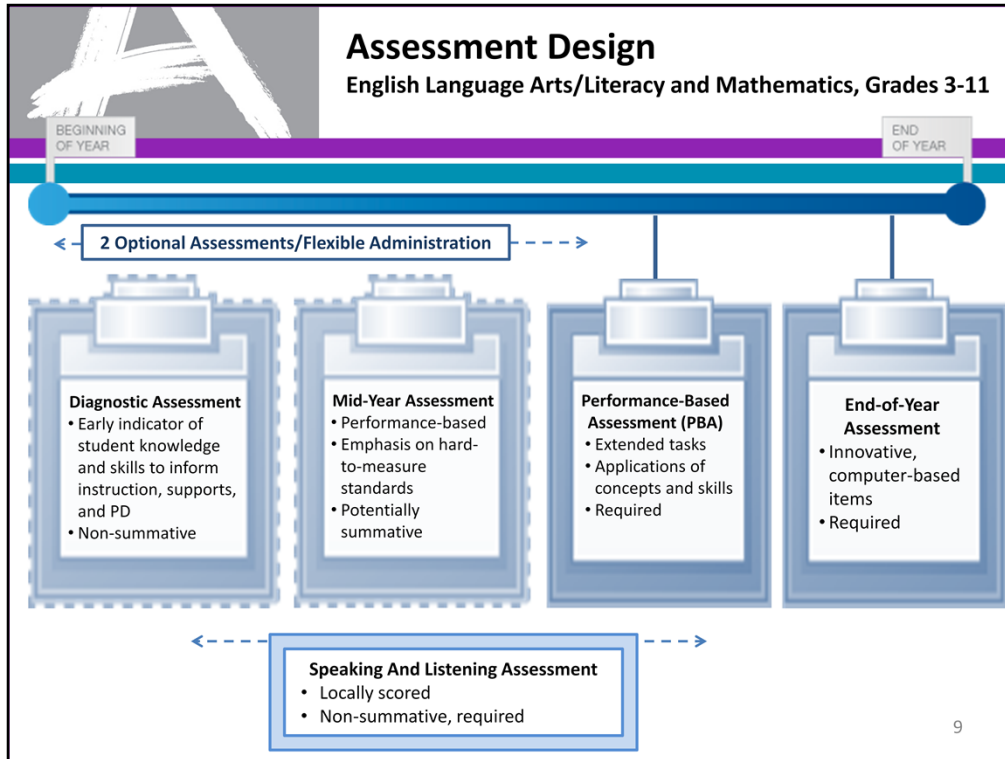 Assessment Design
English Language Arts/Literacy and Mathematics, Grades 3-11
BEGINNING
OF YEAR
END
OF YEAR
2 Optional Assessments/Flexible Administration
Diagnostic Assessment
• Early indicator of
student knowledge
and skills to inform
instruction, supports,
and PD
• Non-summative
Mid-Year Assessment
• Performance-based
• Emphasis on hard-
to-measure
standards
• Potentially
summative
Performance-Based
Assessment (PBA)
• Extended tasks
• Applications of
concepts and skills
• Required
End-of-Year
Assessment
• Innovative,
computer-based
items
• Required
Speaking And Listening Assessment
• Locally scored
• Non-summative, required
9